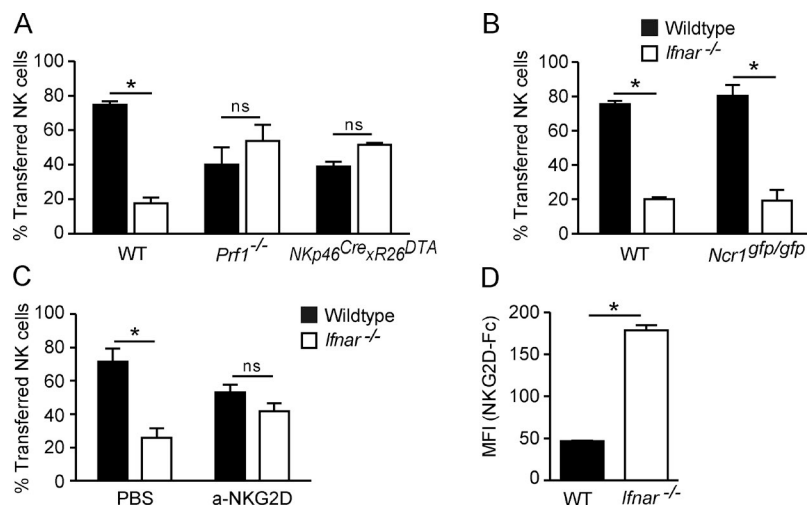 A
% Transferred NK cells
100
80
60
40
20
0
*
ns
ns
WT
Prf1-/-
NKp46CrexR26DTA
B
Wildtype
Ifnar-/-
% Transferred NK cells
100
80
60
40
20
0
*
*
WT
Ncr1gfp/gfp
C
Wildtype
Ifnar-/-
% Transferred NK cells
100
80
60
40
20
0
*
ns
PBS
a-NKG2D
D
MFI (NKG2D-Fc)
200
150
100
50
0
*
WT
Ifnar-/-